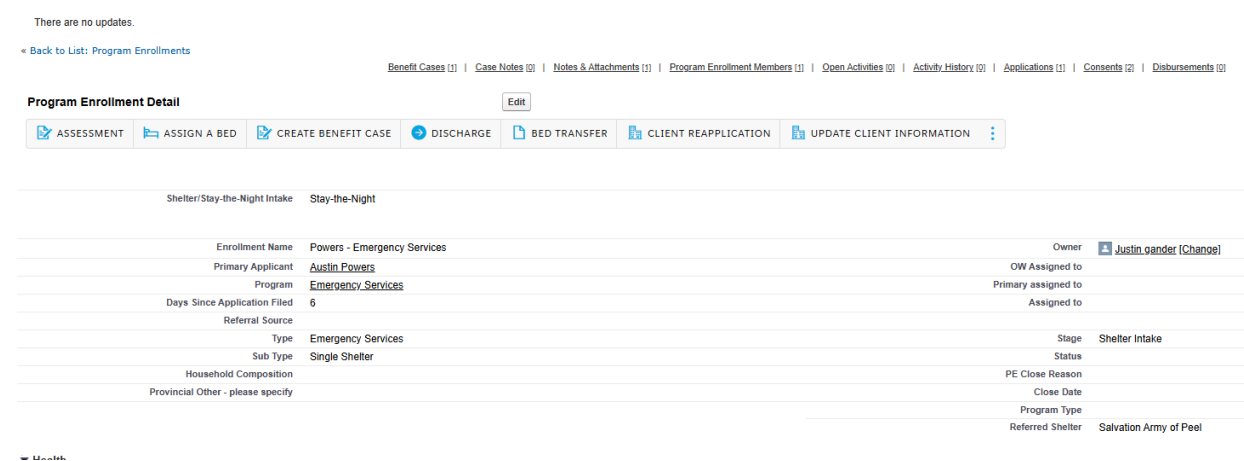 There are no updates.
« Back to List: Program Enrollments
Benefit Cases [1] | Case Notes [0] | Notes & Attachments [1] | Program Enrollment Members [1] | Open Activities [0] | Activity History [0] | Applications [1] | Consents [2] | Disbursements [0]
Program Enrollment Detail Edit
ASSESSMENT ASSIGN A BED CREATE BENEFIT CASE DISCHARGE BED TRANSFER CLIENT REAPPLICATION UPDATE CLIENT INFORMATION
Shelter/Stay-the-Night Intake Stay-the-Night
Enrollment Name Powers - Emergency Services Owner Justin gander [Change]
Primary Applicant Austin Powers OW Assigned to
Program Emergency Services Primary assigned to
Days Since Application Filed 6 Assigned to
Referral Source
Type Emergency Services Stage Shelter Intake
Sub Type Single Shelter Status
Household Composition PE Close Reason
Provincial Other - please specify Close Date
Program Type
Referred Shelter Salvation Army of Peel
Health